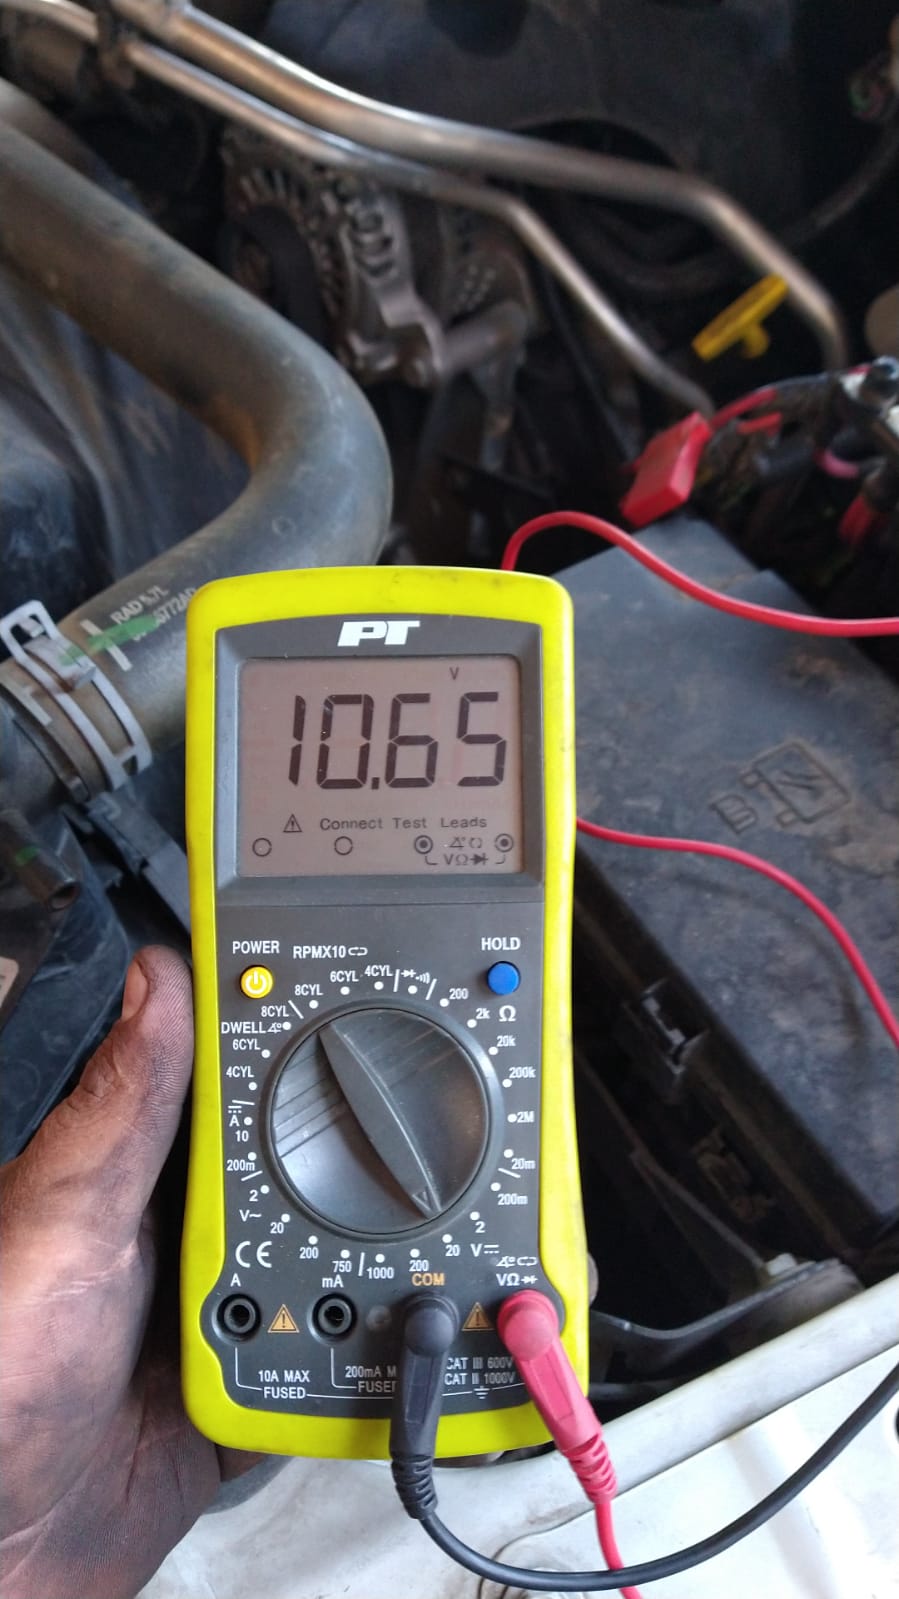 RAD
PT
V
10.65
⚠ Connect Test Leads
VΩ
POWER
RPMX10
HOLD
8CYL 6CYL 4CYL
8CYL
DWELL
6CYL
4CYL
A
10
200m
2
V~
20
200
750
1000
200
20
2
V
200m
20m
2M
200k
20k
2k Ω
200
CE
A
mA
COM
VΩ
10A MAX
FUSED
200mA M
FUSE
CAT III 600V
CAT II 1000V